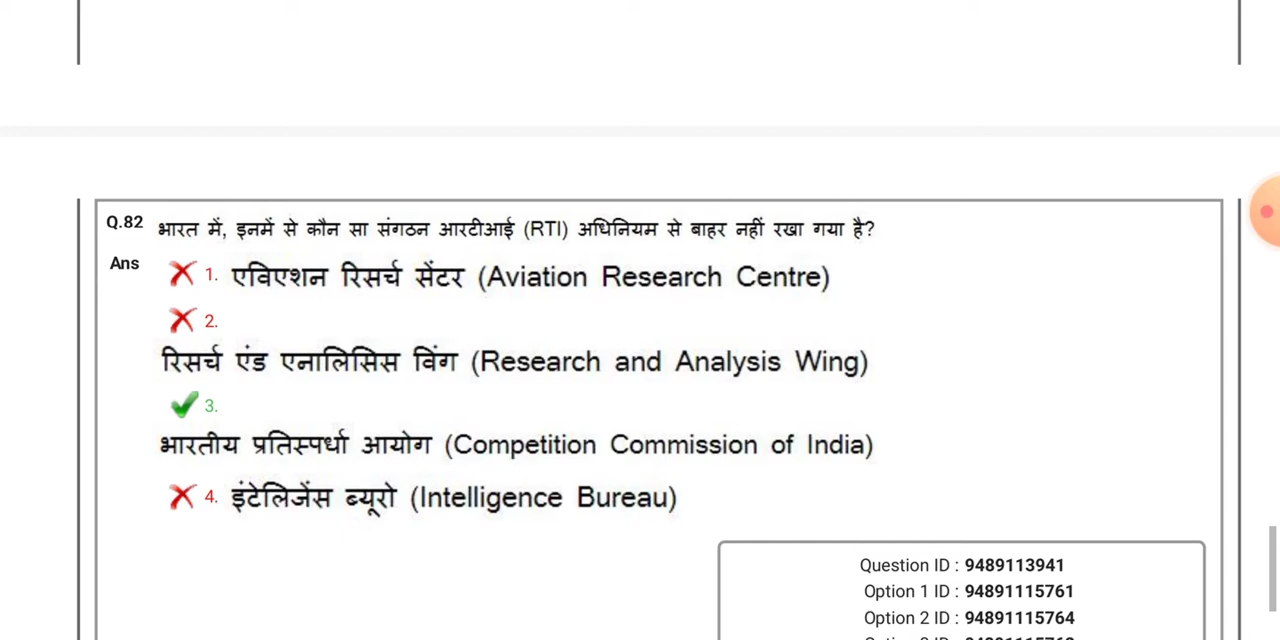 Q.82 भारत में, इनमें से कौन सा संगठन आरटीआई (RTI) अधिनियम से बाहर नहीं रखा गया है?
Ans
1. एविएशन रिसर्च सेंटर (Aviation Research Centre)
2.
रिसर्च एंड एनालिसिस विंग (Research and Analysis Wing)
3.
भारतीय प्रतिस्पर्धा आयोग (Competition Commission of India)
4. इंटेलिजेंस ब्यूरो (Intelligence Bureau)
Question ID : 9489113941
Option 1 ID : 94891115761
Option 2 ID : 94891115764